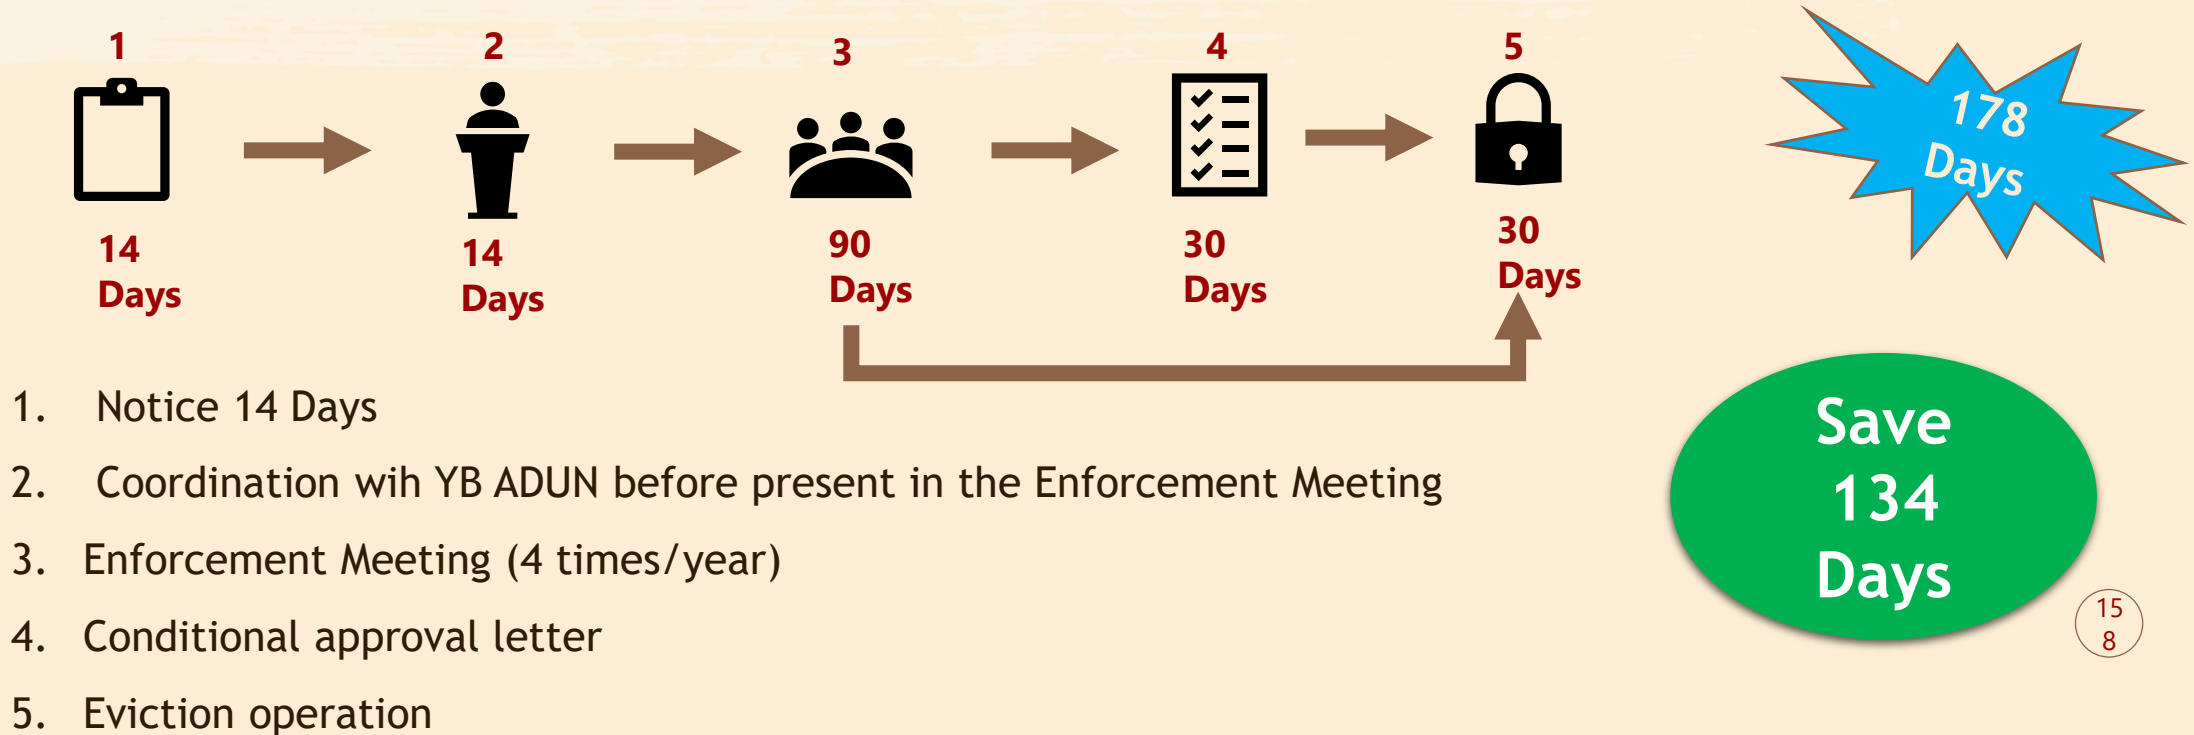 1
2
3
4
5
14
Days
14
Days
90
Days
30
Days
30
Days
178
Days
1. Notice 14 Days
2. Coordination wih YB ADUN before present in the Enforcement Meeting
3. Enforcement Meeting (4 times/year)
4. Conditional approval letter
5. Eviction operation
Save
134
Days
15
8